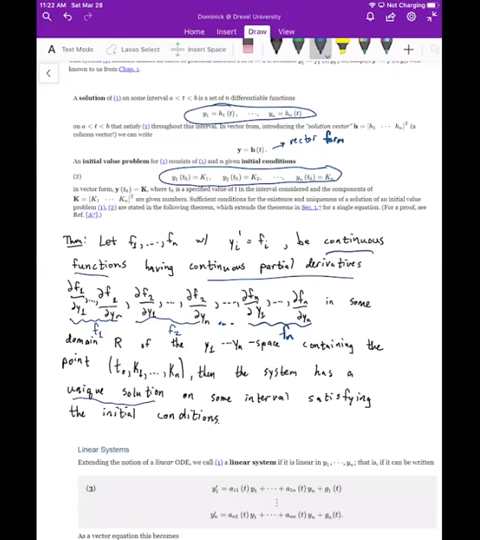 11:22 AM Sat Mar 28
Not Charging
Dominick @ Drexel University
Home Insert Draw View
Text Mode Lasso Select Insert Space
known to us from Chap. 1.
A solution of (1) on some interval a < t < b is a set of n differentiable functions
y₁ = h₁ (t), ⋯, yₙ = hₙ (t)
on a < t < b that satisfy (1) throughout this interval. In vector from, introducing the "solution vector" h = [h₁ ⋯ hₙ]ᵀ (a
column vector!) we can write
y = h (t). → vector form
An initial value problem for (1) consists of (1) and n given initial conditions
(2) y₁ (t₀) = K₁, y₂ (t₀) = K₂, ⋯, yₙ (t₀) = Kₙ,
in vector form, y (t₀) = K, where t₀ is a specified value of t in the interval considered and the components of
K = [K₁ ⋯ Kₙ]ᵀ are given numbers. Sufficient conditions for the existence and uniqueness of a solution of an initial value
problem (1), (2) are stated in the following theorem, which extends the theorems in Sec. 1.7 for a single equation. (For a proof, see
Ref. [A7].)
Thm: Let f₁,...,fₙ w/ yᵢ' = fᵢ , be continuous
functions having continuous partial derivatives
∂f₁/∂y₁,..., ∂f₁/∂yₙ, ∂f₂/∂y₁, ..., ∂f₂/∂yₙ, ..., ∂fₙ/∂y₁, ..., ∂fₙ/∂yₙ in some
f₁ f₂ ... fₙ
domain R of the y₁ ... yₙ -space containing the
point (t₀, K₁, ..., Kₙ), then the system has a
unique solution on some interval satisfying
the initial conditions.
Linear Systems
Extending the notion of a linear ODE, we call (1) a linear system if it is linear in y₁, ⋯, yₙ; that is, if it can be written
(3) y₁′ = a₁₁ (t) y₁ + ⋯ + a₁ₙ (t) yₙ + g₁ (t)
⋮
yₙ′ = aₙ₁ (t) y₁ + ⋯ + aₙₙ (t) yₙ + gₙ (t).
As a vector equation this becomes